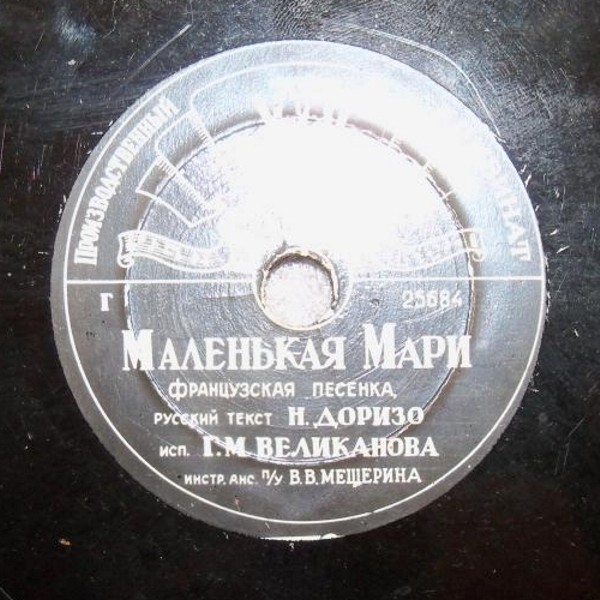 Производственный
Г 25684
Маленькая Мари
французская песенка
русский текст Н. Доризо
исп. Г. М. Великанова
инстр. анс. п/у В. В. Мещерина